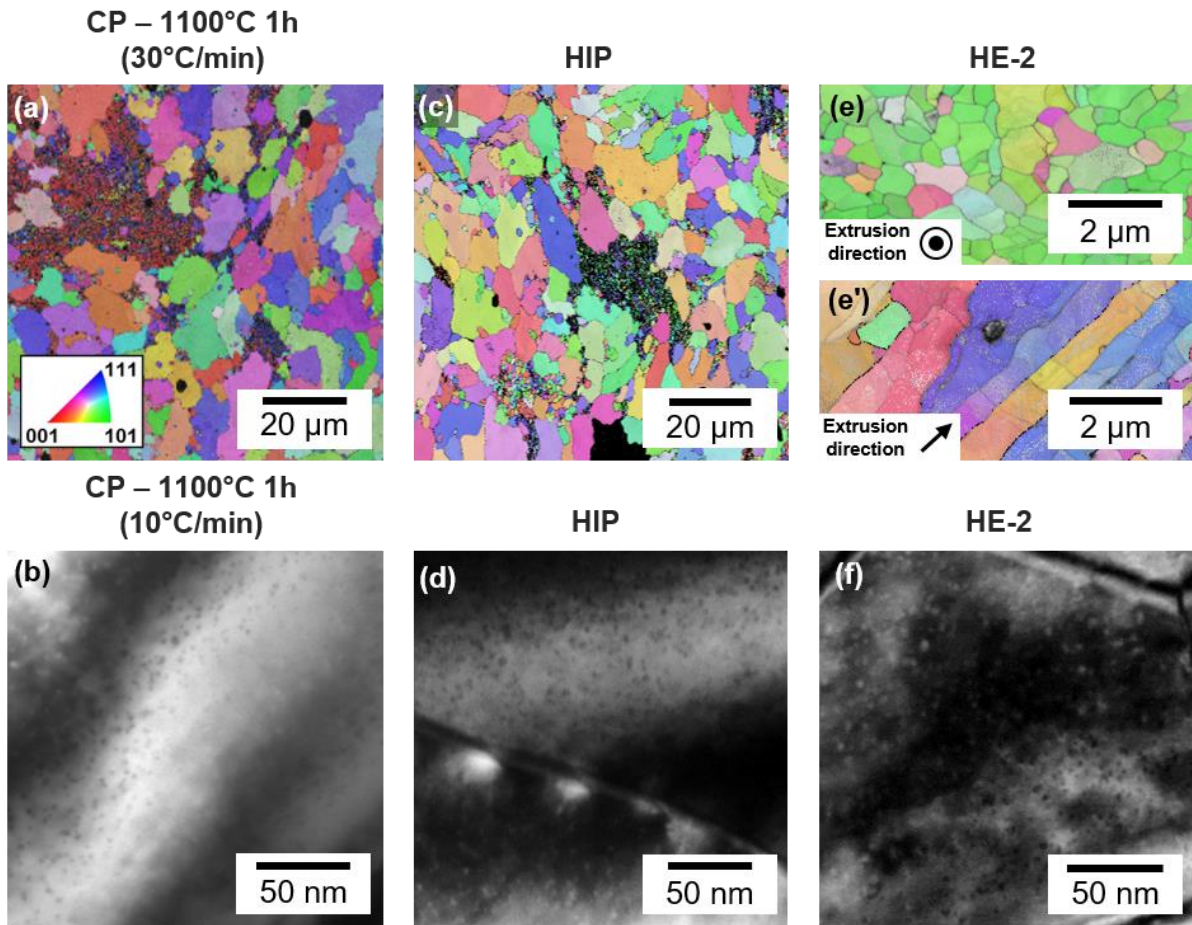 CP – 1100°C 1h
(30°C/min)
HIP
HE-2
(a)
111
001
101
20 µm
(c)
20 µm
(e)
Extrusion
direction
2 µm
(e')
Extrusion
direction
2 µm
CP – 1100°C 1h
(10°C/min)
HIP
HE-2
(b)
50 nm
(d)
50 nm
(f)
50 nm